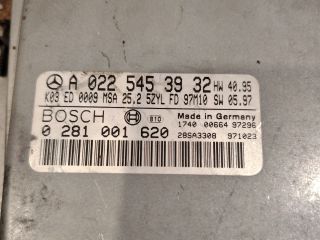 A 022 545 39 32 HW 40.95
K03 ED 0009 MSA 25.2 5ZYL FD 97M10 SW 05.97
BOSCH 810 Made in Germany
1740 00664 97296
0 281 001 620 28SA3308 971023